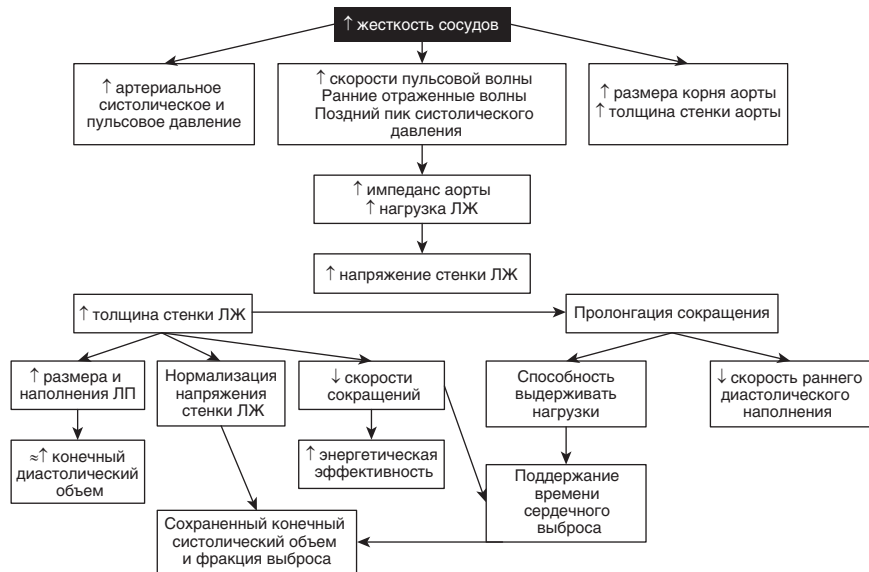 ↑ жесткость сосудов
↑ артериальное
систолическое и
пульсовое давление
↑ скорости пульсовой волны
Ранние отраженные волны
Поздний пик систолического
давления
↑ размера корня аорты
↑ толщина стенки аорты
↑ импеданс аорты
↑ нагрузка ЛЖ
↑ напряжение стенки ЛЖ
↑ толщина стенки ЛЖ
Пролонгация сокращения
↑ размера и
наполнения ЛП
Нормализация
напряжения
стенки ЛЖ
↓ скорости
сокращений
Способность
выдерживать
нагрузки
↓ скорость раннего
диастолического
наполнения
≈↑ конечный
диастолический
объем
↑ энергетическая
эффективность
Поддержание
времени
сердечного
выброса
Сохраненный конечный
систолический объем
и фракция выброса